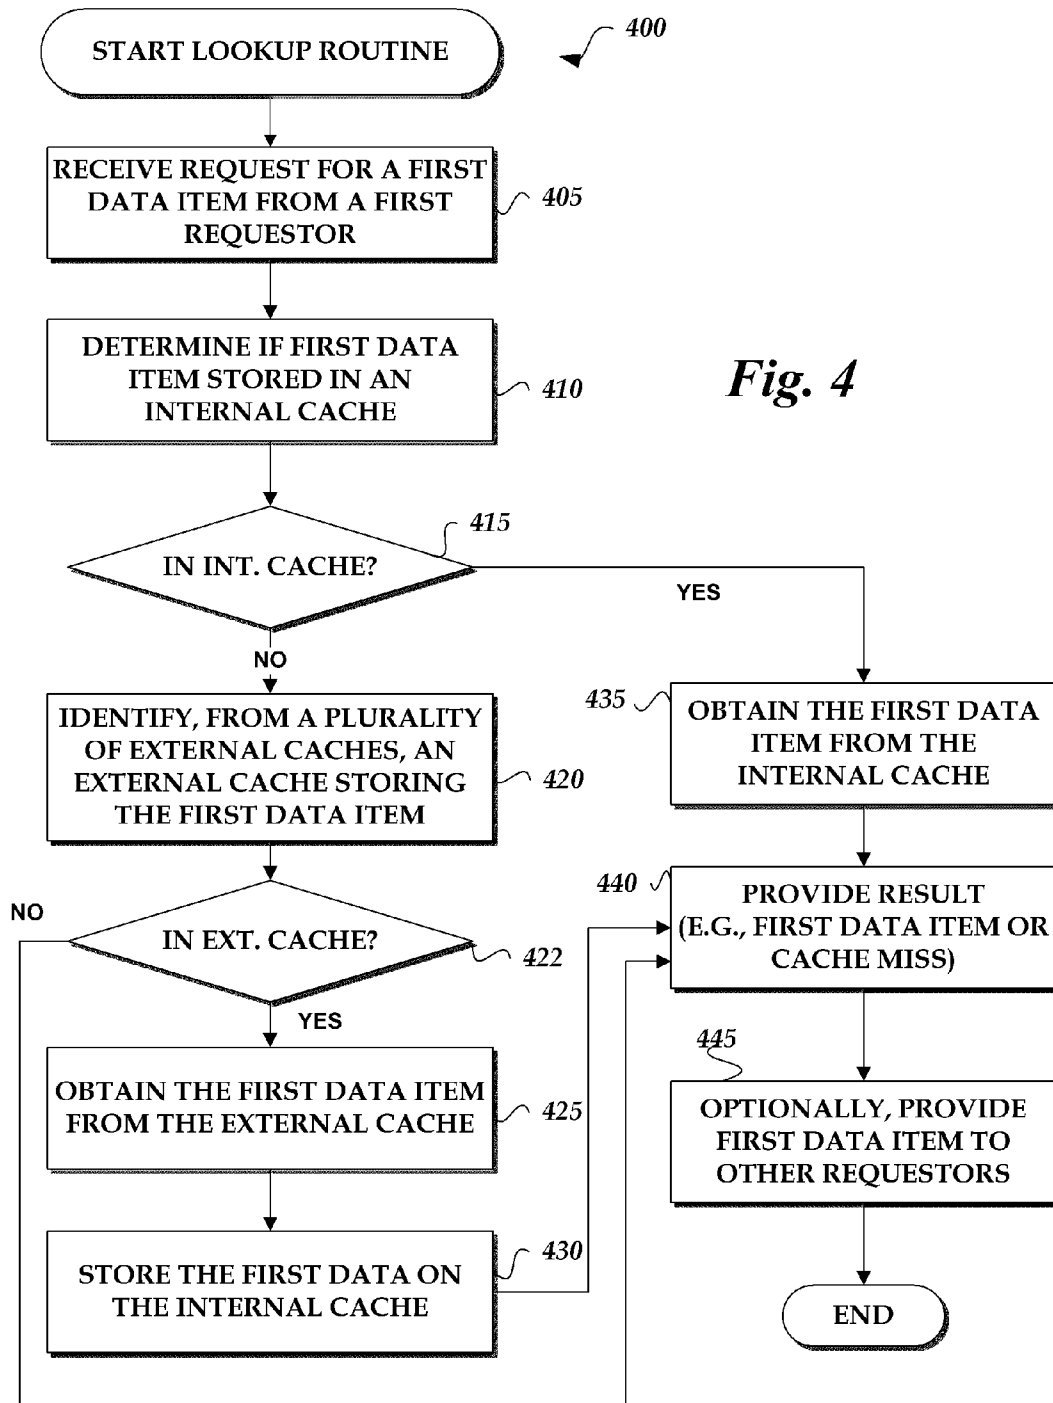 START LOOKUP ROUTINE
400
RECEIVE REQUEST FOR A FIRST
DATA ITEM FROM A FIRST
REQUESTOR
405
DETERMINE IF FIRST DATA
ITEM STORED IN AN
INTERNAL CACHE
410
Fig. 4
IN INT. CACHE?
415
YES
NO
IDENTIFY, FROM A PLURALITY
OF EXTERNAL CACHES, AN
EXTERNAL CACHE STORING
THE FIRST DATA ITEM
420
435
OBTAIN THE FIRST DATA
ITEM FROM THE
INTERNAL CACHE
NO
IN EXT. CACHE?
422
YES
440
PROVIDE RESULT
(E.G., FIRST DATA ITEM OR
CACHE MISS)
OBTAIN THE FIRST DATA ITEM
FROM THE EXTERNAL CACHE
425
445
OPTIONALLY, PROVIDE
FIRST DATA ITEM TO
OTHER REQUESTORS
STORE THE FIRST DATA ON
THE INTERNAL CACHE
430
END